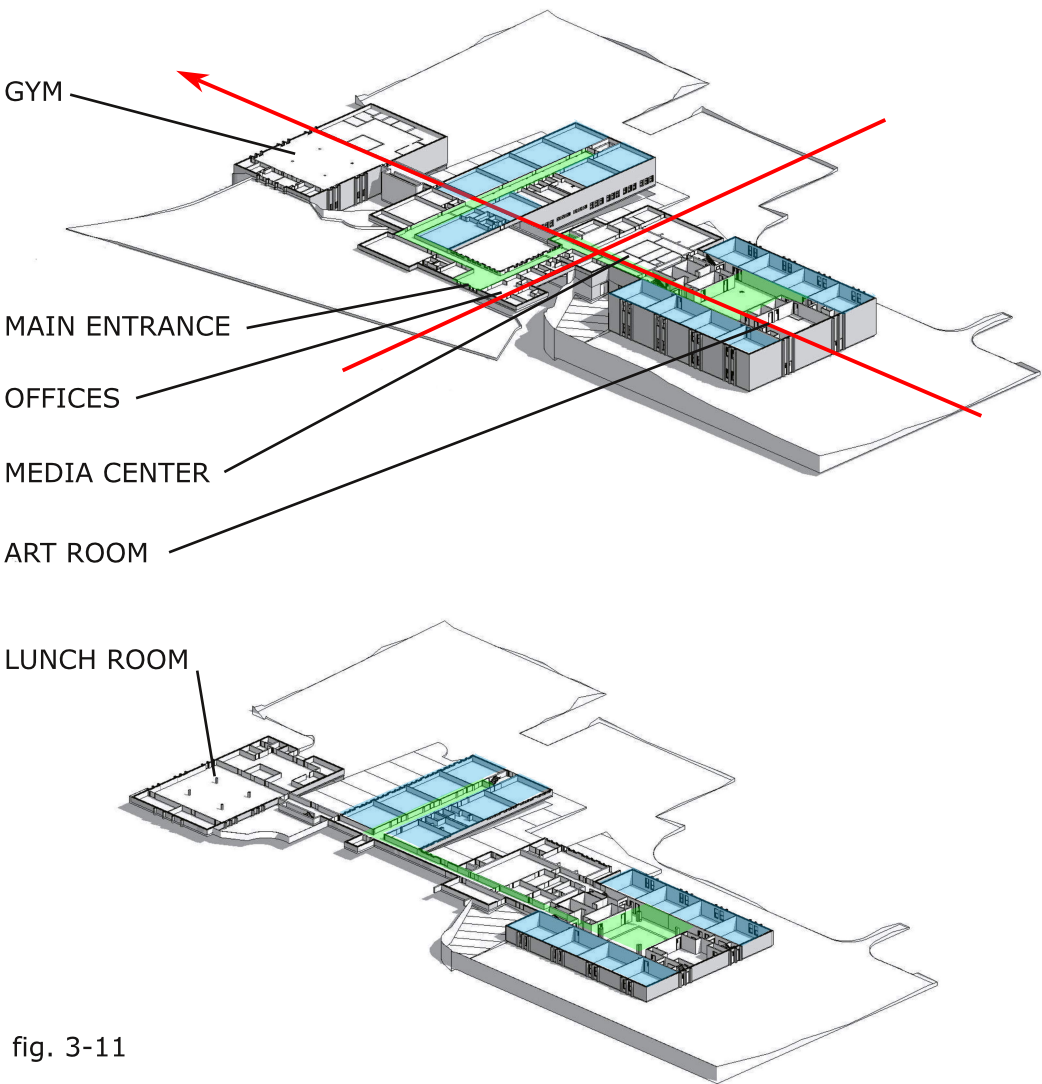 GYM
MAIN ENTRANCE
OFFICES
MEDIA CENTER
ART ROOM
LUNCH ROOM
fig. 3-11